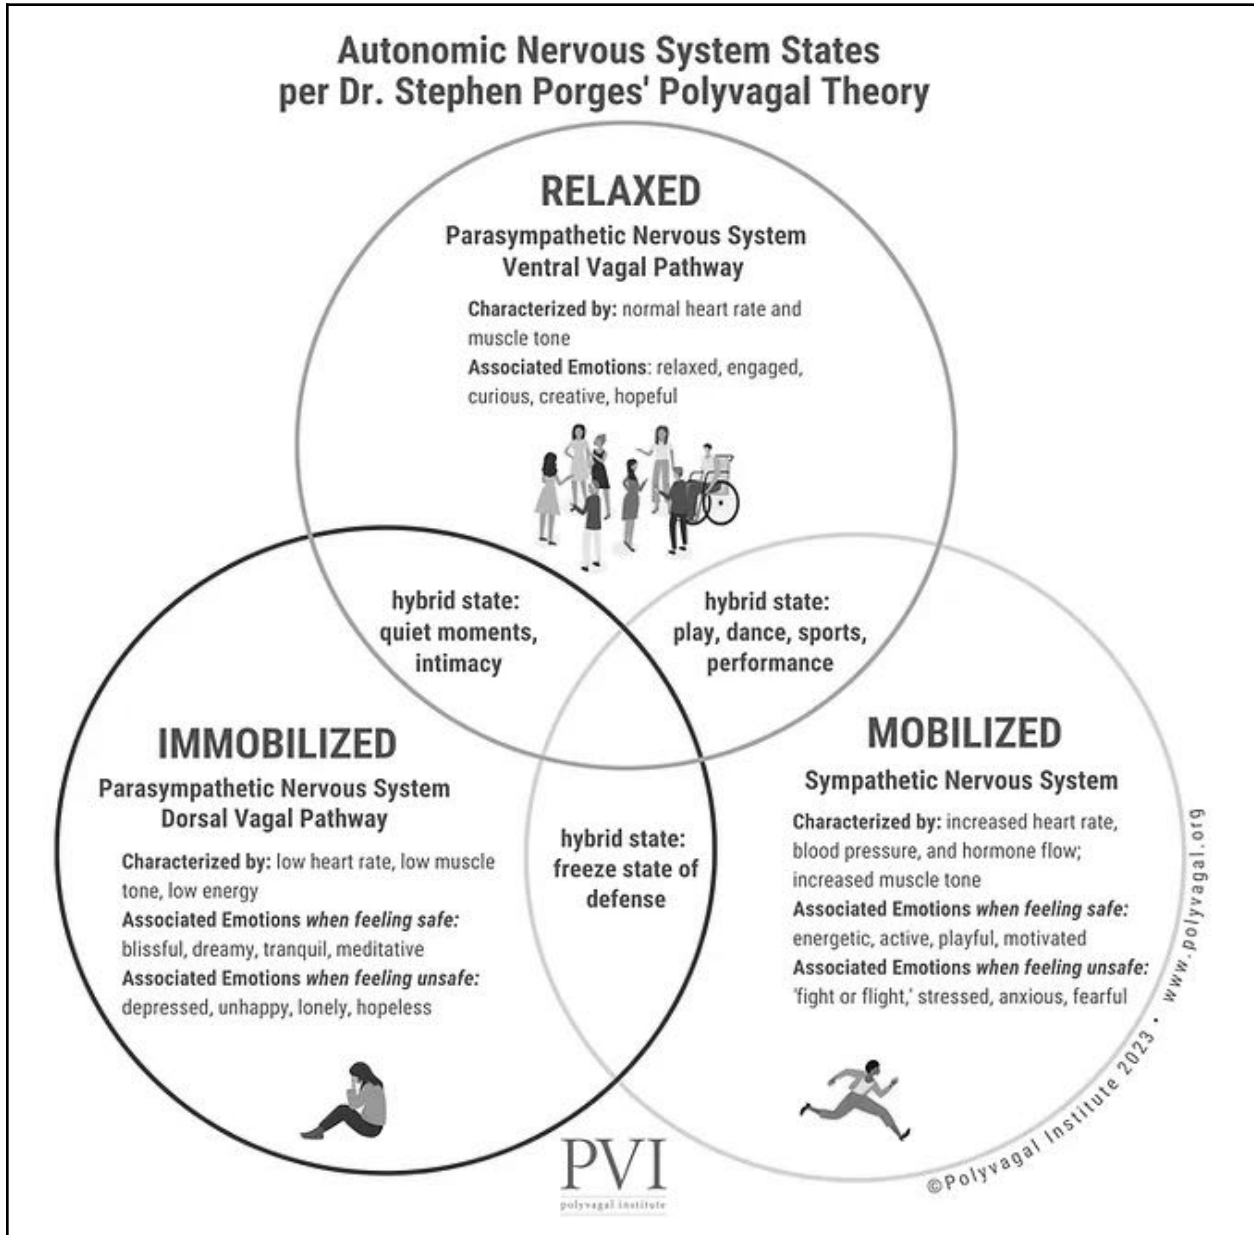 Autonomic Nervous System States
per Dr. Stephen Porges' Polyvagal Theory
RELAXED
Parasympathetic Nervous System
Ventral Vagal Pathway
Characterized by: normal heart rate and
muscle tone
Associated Emotions: relaxed, engaged,
curious, creative, hopeful
hybrid state:
quiet moments,
intimacy
hybrid state:
play, dance, sports,
performance
IMMOBILIZED
Parasympathetic Nervous System
Dorsal Vagal Pathway
Characterized by: low heart rate, low muscle
tone, low energy
Associated Emotions when feeling safe:
blissful, dreamy, tranquil, meditative
Associated Emotions when feeling unsafe:
depressed, unhappy, lonely, hopeless
hybrid state:
freeze state of
defense
MOBILIZED
Sympathetic Nervous System
Characterized by: increased heart rate,
blood pressure, and hormone flow;
increased muscle tone
Associated Emotions when feeling safe:
energetic, active, playful, motivated
Associated Emotions when feeling unsafe:
'fight or flight,' stressed, anxious, fearful
©Polyvagal Institute 2023 • www.polyvagal.org
PVI
polyvagal institute